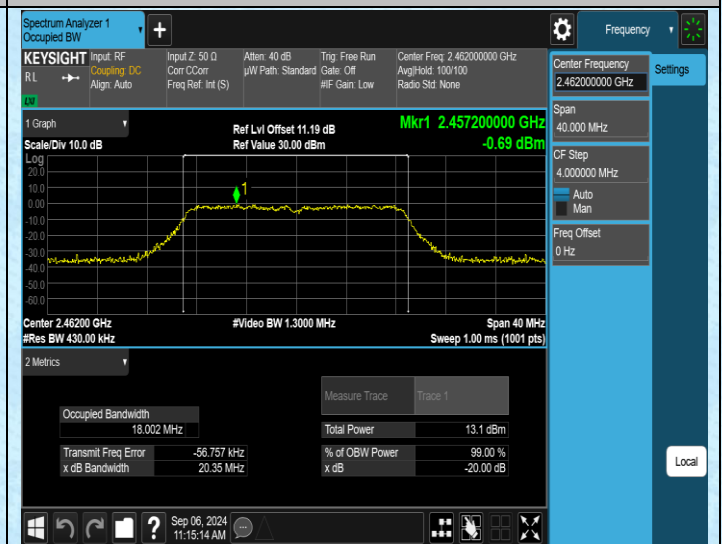 Spectrum Analyzer 1
Occupied BW
+
Frequency
KEYSIGHT
RL
LXI
Input: RF
Coupling: DC
Align: Auto
Input Z: 50 Ω
Corr CCorr
Freq Ref: Int (S)
Atten: 40 dB
µW Path: Standard
Trig: Free Run
Gate: Off
#IF Gain: Low
Center Freq: 2.462000000 GHz
Avg|Hold: 100/100
Radio Std: None
Center Frequency
2.462000000 GHz
Settings
Span
40.000 MHz
CF Step
4.000000 MHz
Auto
Man
Freq Offset
0 Hz
1 Graph
Scale/Div 10.0 dB
Ref Lvl Offset 11.19 dB
Ref Value 30.00 dBm
Mkr1 2.457200000 GHz
-0.69 dBm
Log
20.0
10.0
0.00
-10.0
-20.0
-30.0
-40.0
-50.0
-60.0
1
Center 2.46200 GHz
#Res BW 430.00 kHz
#Video BW 1.3000 MHz
Span 40 MHz
Sweep 1.00 ms (1001 pts)
2 Metrics
Measure Trace
Trace 1
Occupied Bandwidth
18.002 MHz
Total Power
13.1 dBm
Transmit Freq Error
-56.757 kHz
% of OBW Power
99.00 %
x dB Bandwidth
20.35 MHz
x dB
-20.00 dB
Local
?
Sep 06, 2024
11:15:14 AM